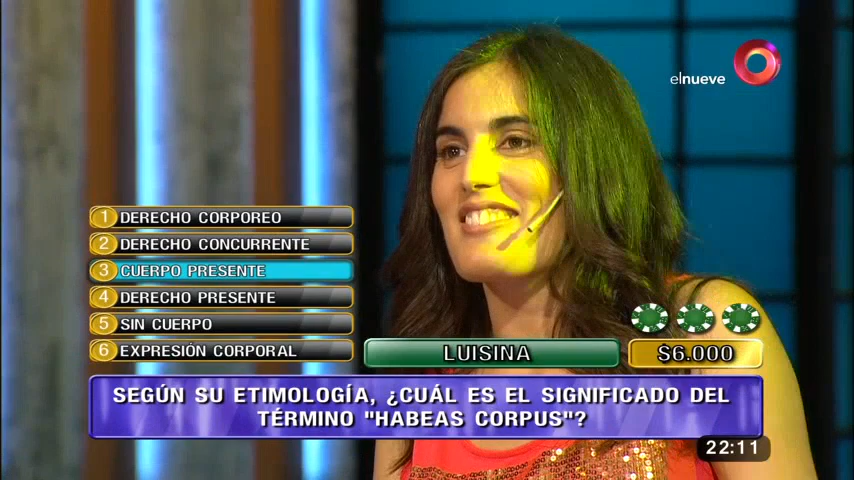 elnueve
1 DERECHO CORPOREO
2 DERECHO CONCURRENTE
3 CUERPO PRESENTE
4 DERECHO PRESENTE
5 SIN CUERPO
6 EXPRESIÓN CORPORAL
LUISINA
$6.000
SEGÚN SU ETIMOLOGÍA, ¿CUÁL ES EL SIGNIFICADO DEL
TÉRMINO "HABEAS CORPUS"?
22:11